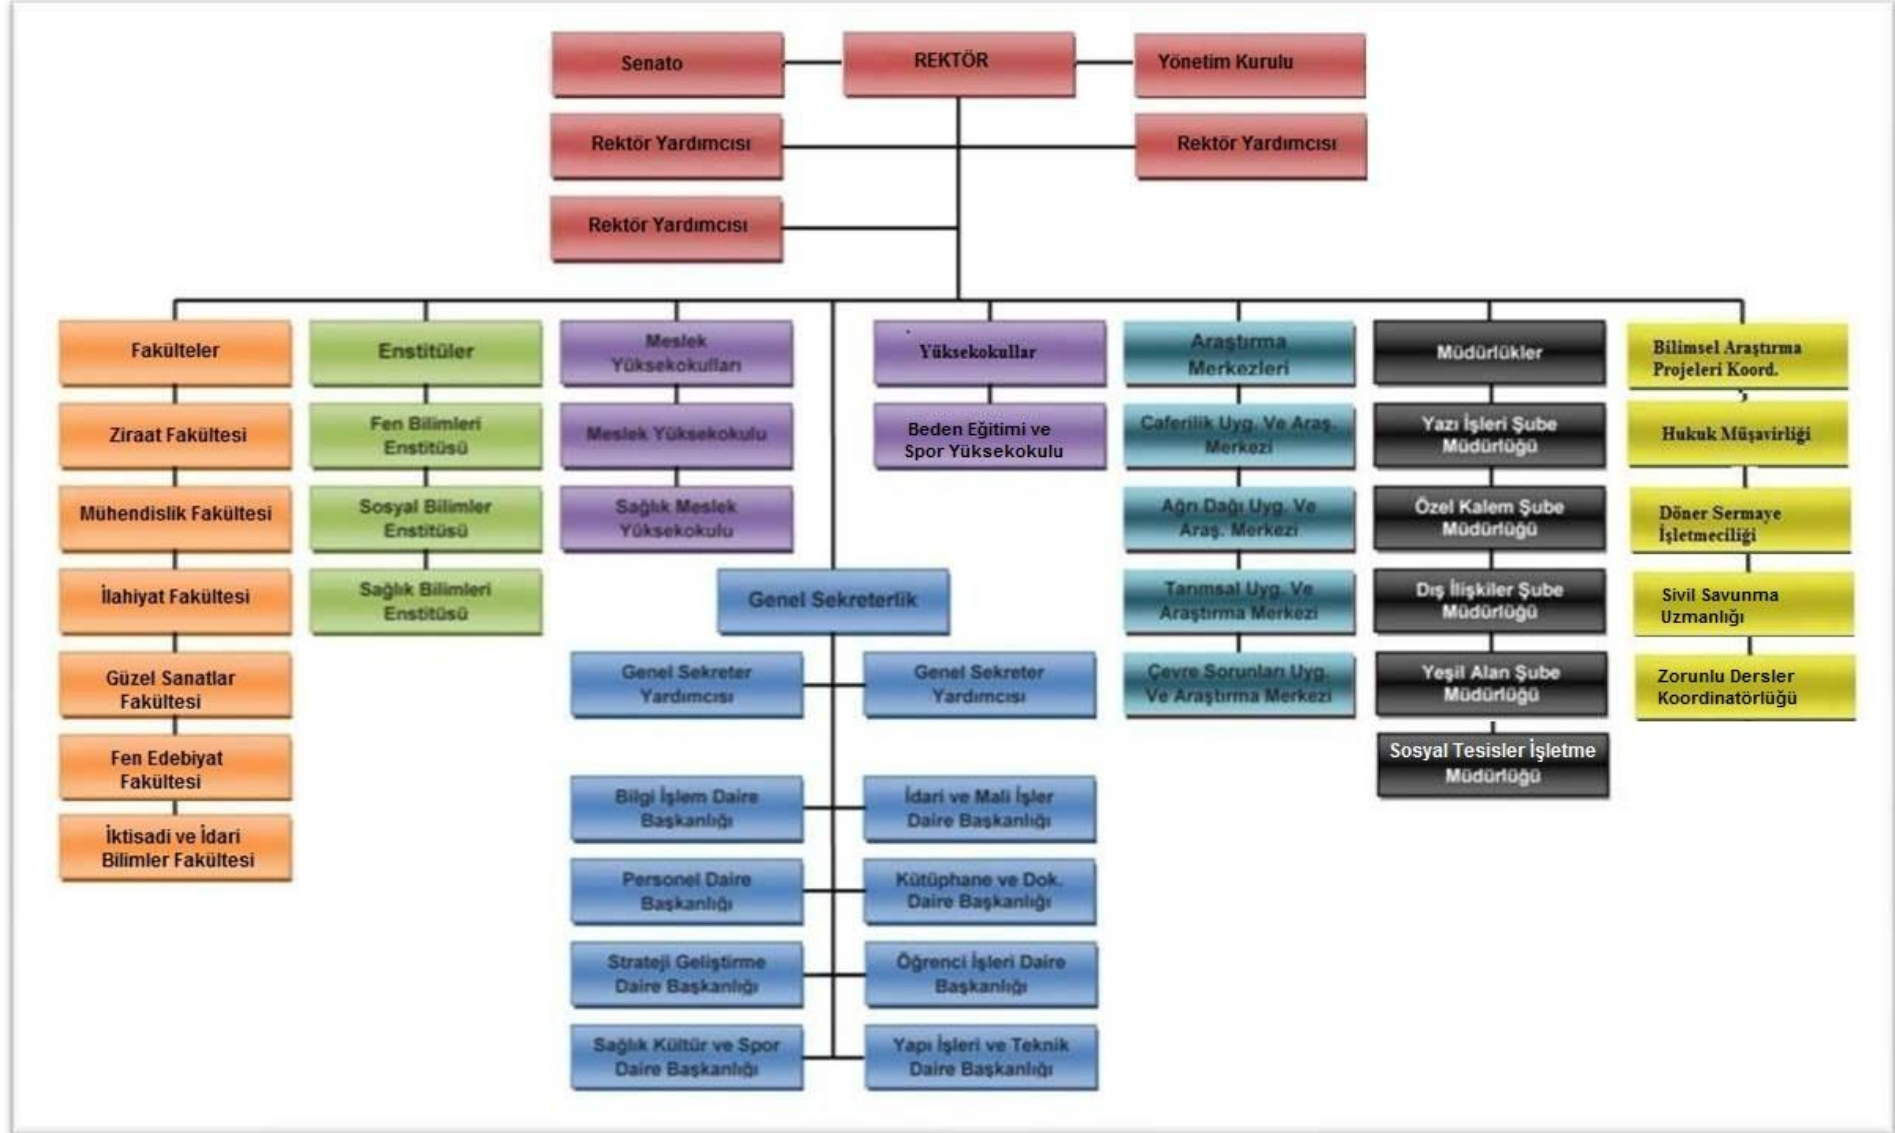 Senato
REKTÖR
Yönetim Kurulu
Rektör Yardımcısı
Rektör Yardımcısı
Rektör Yardımcısı
Fakülteler
Ziraat Fakültesi
Mühendislik Fakültesi
İlahiyat Fakültesi
Güzel Sanatlar
Fakültesi
Fen Edebiyat
Fakültesi
İktisadi ve İdari
Bilimler Fakültesi
Enstitüler
Fen Bilimleri
Enstitüsü
Sosyal Bilimler
Enstitüsü
Sağlık Bilimleri
Enstitüsü
Meslek
Yüksekokulları
Meslek Yüksekokulu
Sağlık Meslek
Yüksekokulu
Genel Sekreterlik
Genel Sekreter
Yardımcısı
Genel Sekreter
Yardımcısı
Bilgi İşlem Daire
Başkanlığı
İdari ve Mali İşler
Daire Başkanlığı
Personel Daire
Başkanlığı
Kütüphane ve Dok.
Daire Başkanlığı
Strateji Geliştirme
Daire Başkanlığı
Öğrenci İşleri Daire
Başkanlığı
Sağlık Kültür ve Spor
Daire Başkanlığı
Yapı İşleri ve Teknik
Daire Başkanlığı
Yüksekokullar
Beden Eğitimi ve
Spor Yüksekokulu
Araştırma
Merkezleri
Caferilik Uyg. Ve Araş.
Merkezi
Ağrı Dağı Uyg. Ve
Araş. Merkezi
Tarımsal Uyg. Ve
Araştırma Merkezi
Çevre Sorunları Uyg.
Ve Araştırma Merkezi
Müdürlükler
Yazı İşleri Şube
Müdürlüğü
Özel Kalem Şube
Müdürlüğü
Dış İlişkiler Şube
Müdürlüğü
Yeşil Alan Şube
Müdürlüğü
Sosyal Tesisler İşletme
Müdürlüğü
Bilimsel Araştırma
Projeleri Koord.
Hukuk Müşavirliği
Döner Sermaye
İşletmeciliği
Sivil Savunma
Uzmanlığı
Zorunlu Dersler
Koordinatörlüğü